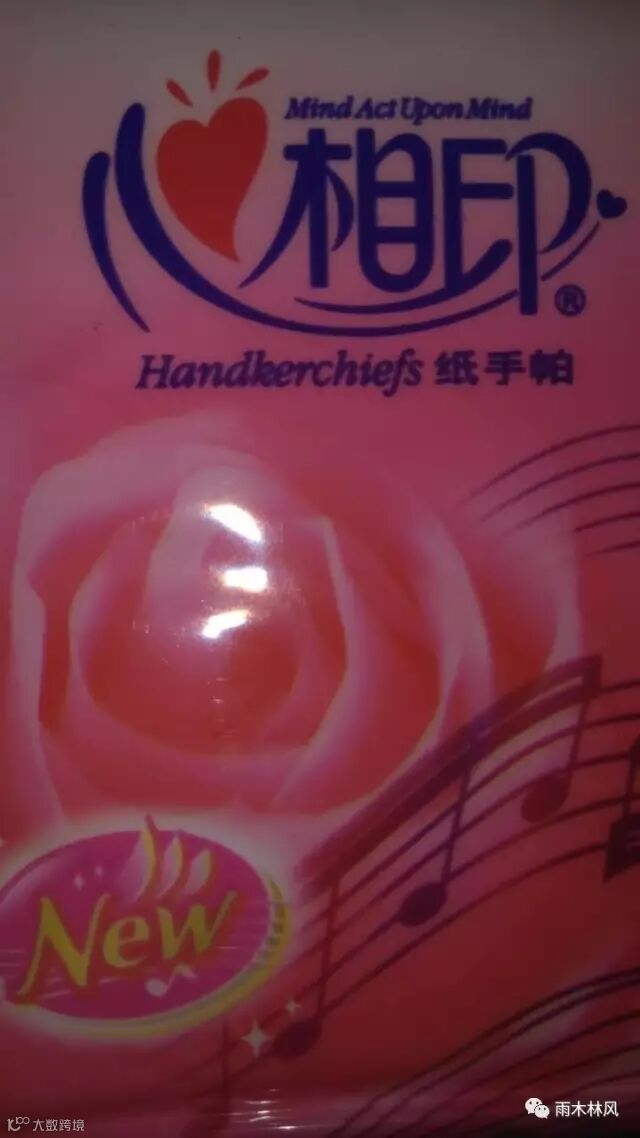 Mind Act Upon Mind
心相印®
Handkerchiefs 纸手帕
New
雨木林风
大数跨境